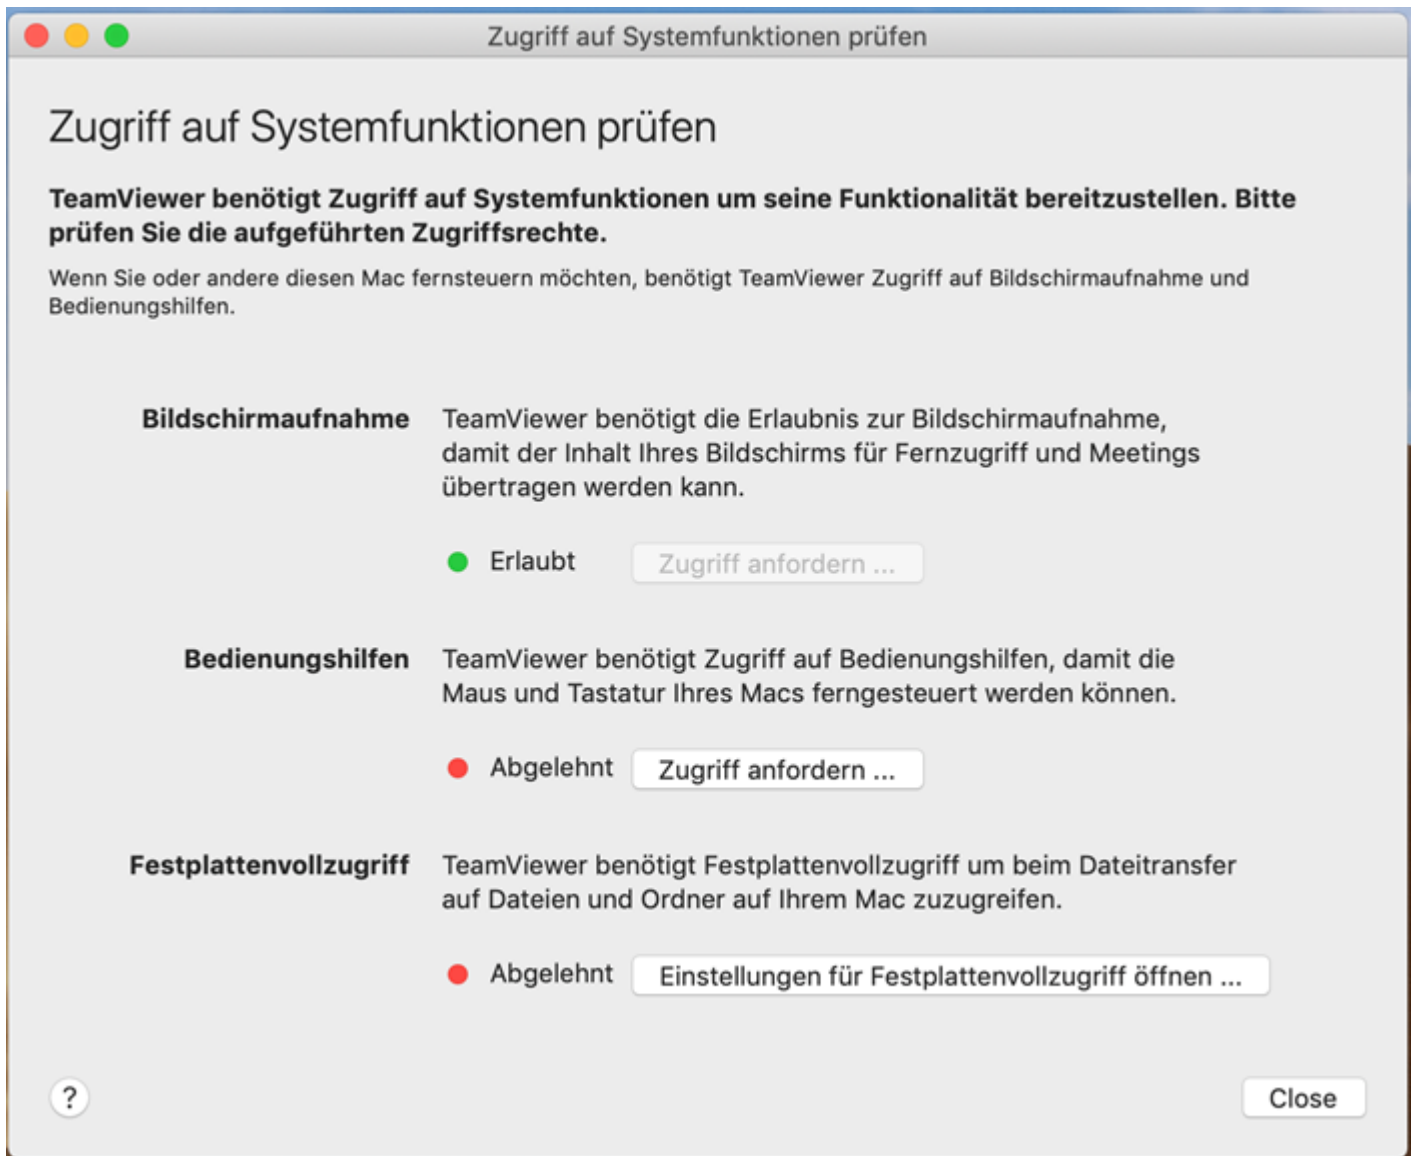 Zugriff auf Systemfunktionen prüfen
Zugriff auf Systemfunktionen prüfen
TeamViewer benötigt Zugriff auf Systemfunktionen um seine Funktionalität bereitzustellen. Bitte
prüfen Sie die aufgeführten Zugriffsrechte.
Wenn Sie oder andere diesen Mac fernsteuern möchten, benötigt TeamViewer Zugriff auf Bildschirmaufnahme und
Bedienungshilfen.
Bildschirmaufnahme TeamViewer benötigt die Erlaubnis zur Bildschirmaufnahme,
damit der Inhalt Ihres Bildschirms für Fernzugriff und Meetings
übertragen werden kann.
Erlaubt Zugriff anfordern ...
Bedienungshilfen TeamViewer benötigt Zugriff auf Bedienungshilfen, damit die
Maus und Tastatur Ihres Macs ferngesteuert werden können.
Abgelehnt Zugriff anfordern ...
Festplattenvollzugriff TeamViewer benötigt Festplattenvollzugriff um beim Dateitransfer
auf Dateien und Ordner auf Ihrem Mac zuzugreifen.
Abgelehnt Einstellungen für Festplattenvollzugriff öffnen ...
? Close